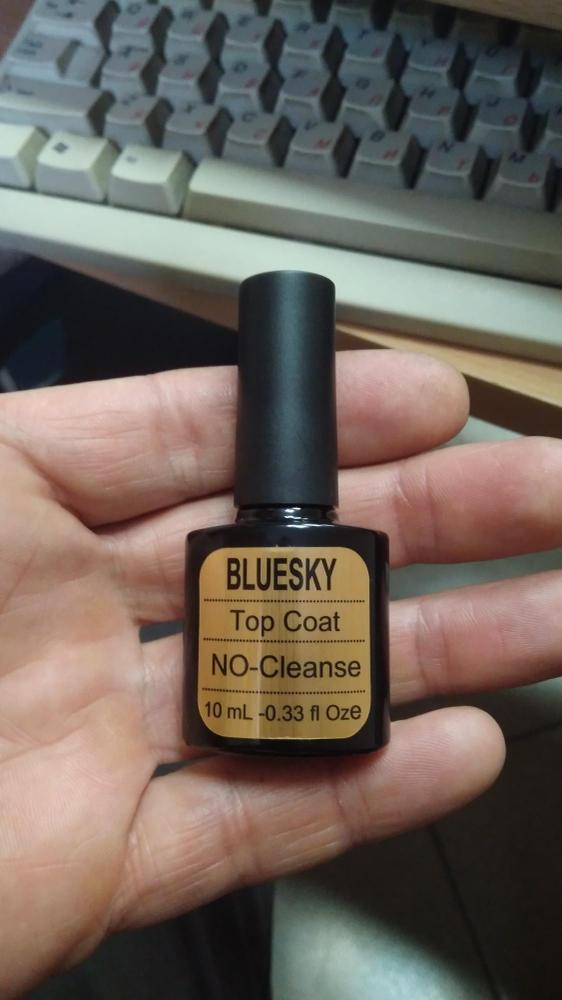 BLUESKY
Top Coat
NO-Cleanse
10 mL -0.33 fl Oze